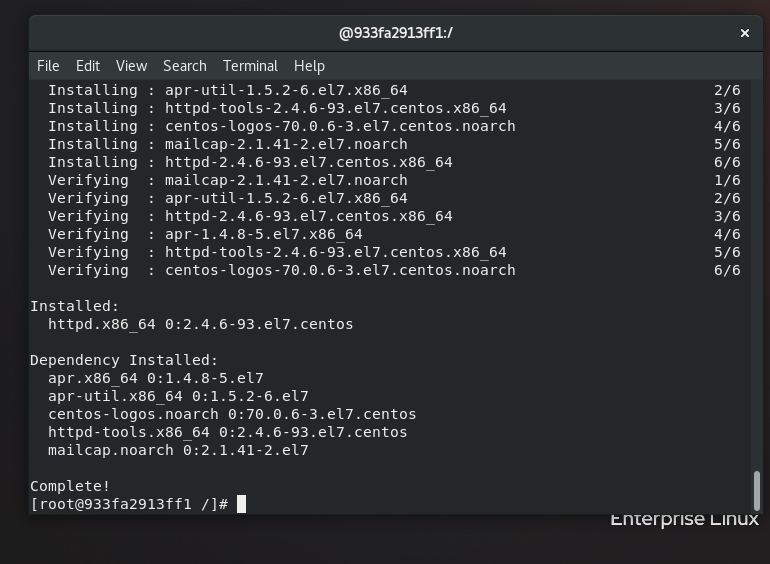 @933fa2913ff1:/
×
File Edit View Search Terminal Help
Installing : apr-util-1.5.2-6.el7.x86_64 2/6
Installing : httpd-tools-2.4.6-93.el7.centos.x86_64 3/6
Installing : centos-logos-70.0.6-3.el7.centos.noarch 4/6
Installing : mailcap-2.1.41-2.el7.noarch 5/6
Installing : httpd-2.4.6-93.el7.centos.x86_64 6/6
Verifying : mailcap-2.1.41-2.el7.noarch 1/6
Verifying : apr-util-1.5.2-6.el7.x86_64 2/6
Verifying : httpd-2.4.6-93.el7.centos.x86_64 3/6
Verifying : apr-1.4.8-5.el7.x86_64 4/6
Verifying : httpd-tools-2.4.6-93.el7.centos.x86_64 5/6
Verifying : centos-logos-70.0.6-3.el7.centos.noarch 6/6
Installed:
httpd.x86_64 0:2.4.6-93.el7.centos
Dependency Installed:
apr.x86_64 0:1.4.8-5.el7
apr-util.x86_64 0:1.5.2-6.el7
centos-logos.noarch 0:70.0.6-3.el7.centos
httpd-tools.x86_64 0:2.4.6-93.el7.centos
mailcap.noarch 0:2.1.41-2.el7
Complete!
[root@933fa2913ff1 /]#
Enterprise Linux